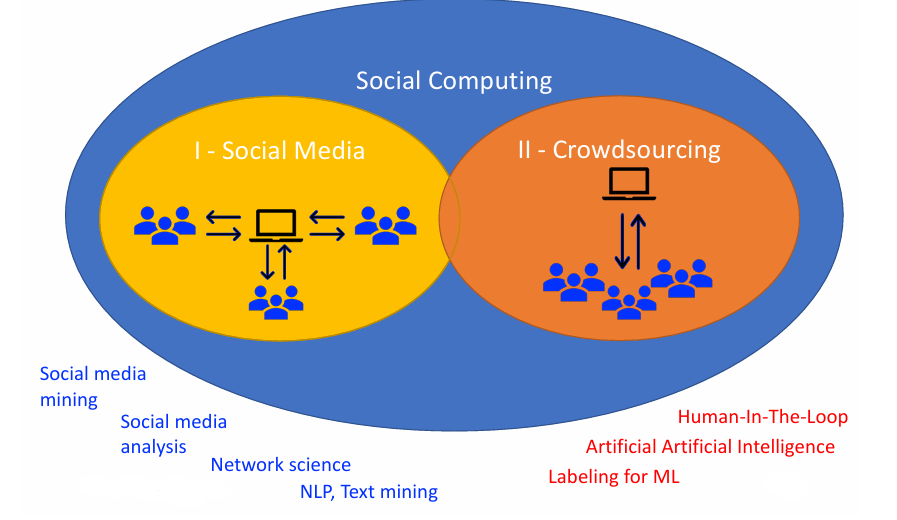 Social Computing
I - Social Media
II - Crowdsourcing
Social media
mining
Social media
analysis
Network science
NLP, Text mining
Human-In-The-Loop
Artificial Artificial Intelligence
Labeling for ML